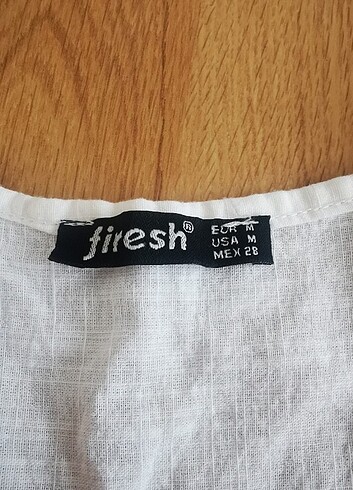 firesh®
EUR M
USA M
MEX 28